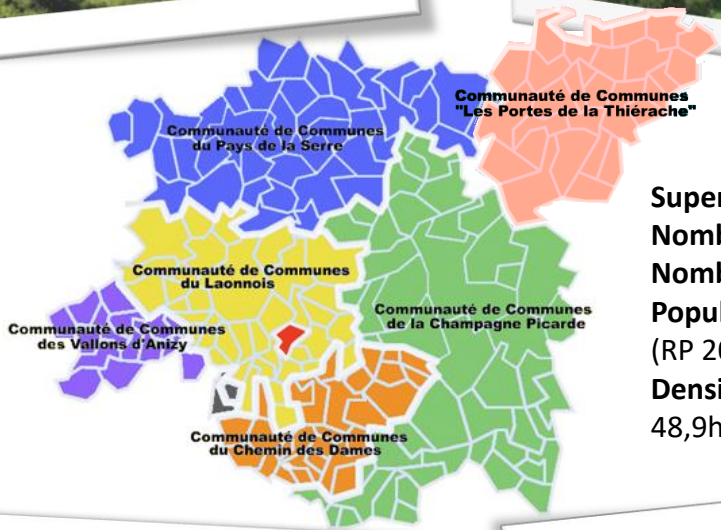 Communauté de Communes
"Les Portes de la Thiérache"
Communauté de Communes
du Pays de la Serre
Communauté de Communes
du Laonnois
Communauté de Communes
de la Champagne Picarde
Communauté de Communes
des Vallons d'Anizy
Communauté de Communes
du Chemin des Dames
Super
Nomb
Nomb
Popul
(RP 20
Densi
48,9h